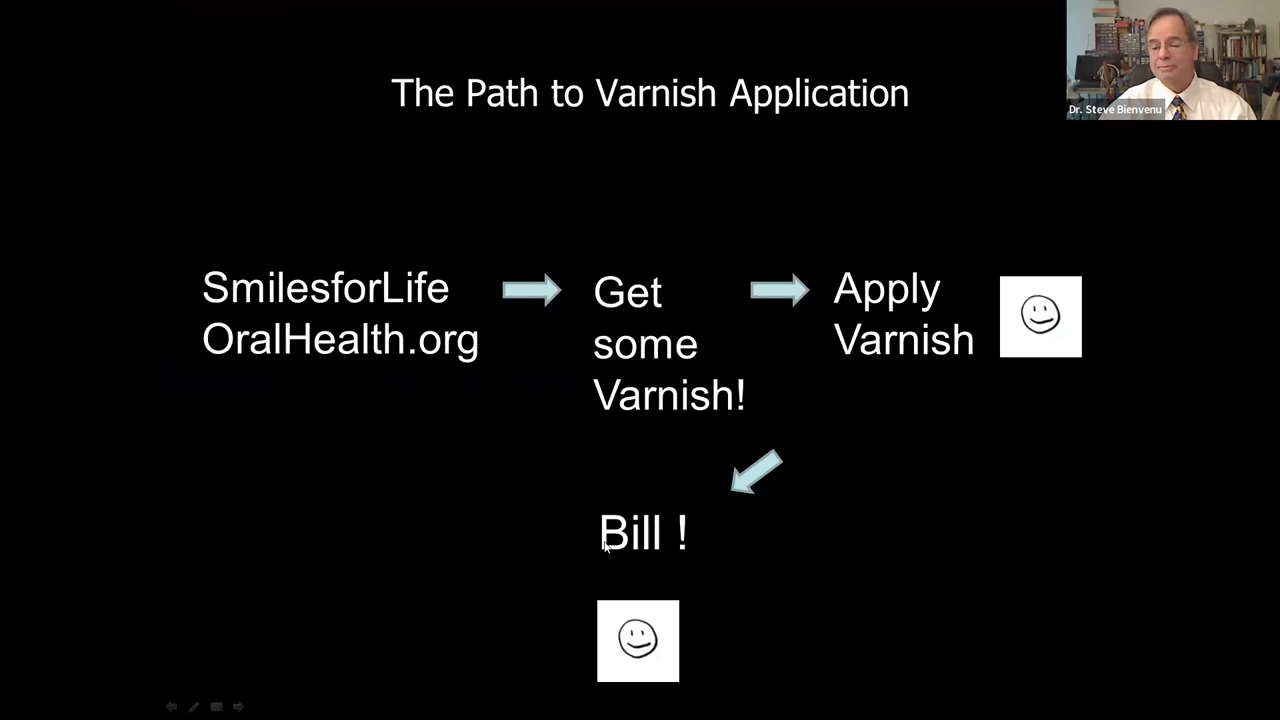 The Path to Varnish Application
Dr. Steve Bienvenu
SmilesforLife
OralHealth.org
Get
some
Varnish!
Apply
Varnish
Bill !